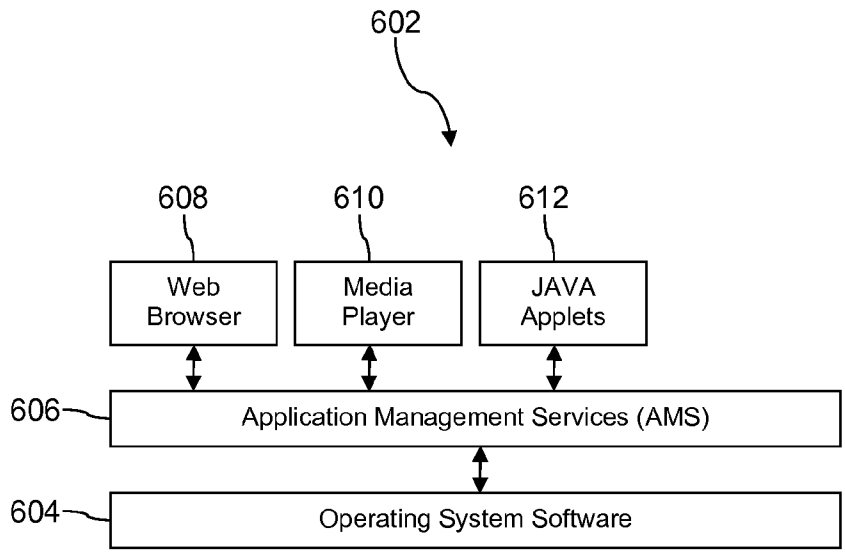 602
608
610
612
Web
Browser
Media
Player
JAVA
Applets
606
Application Management Services (AMS)
604
Operating System Software